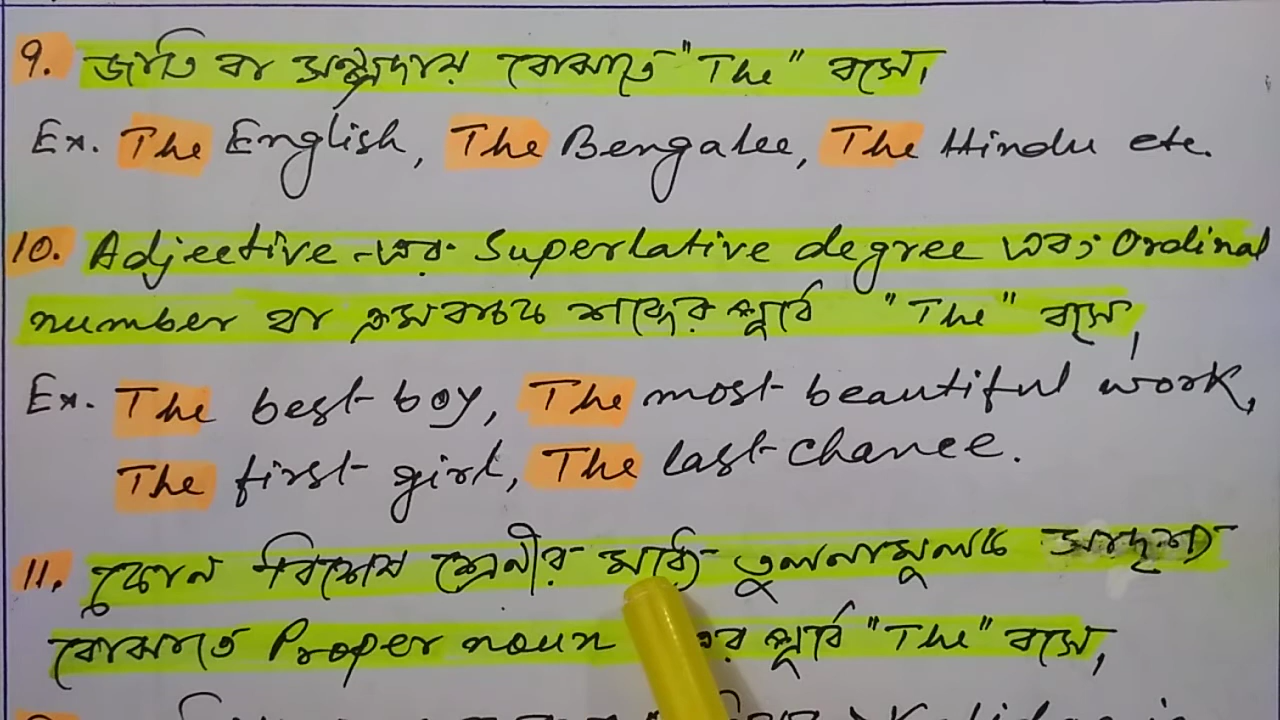 9. জাতি বা সম্প্রদায় বোঝাতে "The" বসে।
Ex. The English, The Bengalee, The Hindu etc.
10. Adjective -এর Superlative degree এবং Ordinal
number বা ক্রমবাচক শব্দের পূর্বে "The" বসে,
Ex. The best boy, The most beautiful work,
The first girl, The last chance.
11. কোন বিশেষ শ্রেনীর মধ্যে তুলনামূলক সাদৃশ্য
বোঝাতে Proper noun এর পূর্বে "The" বসে,